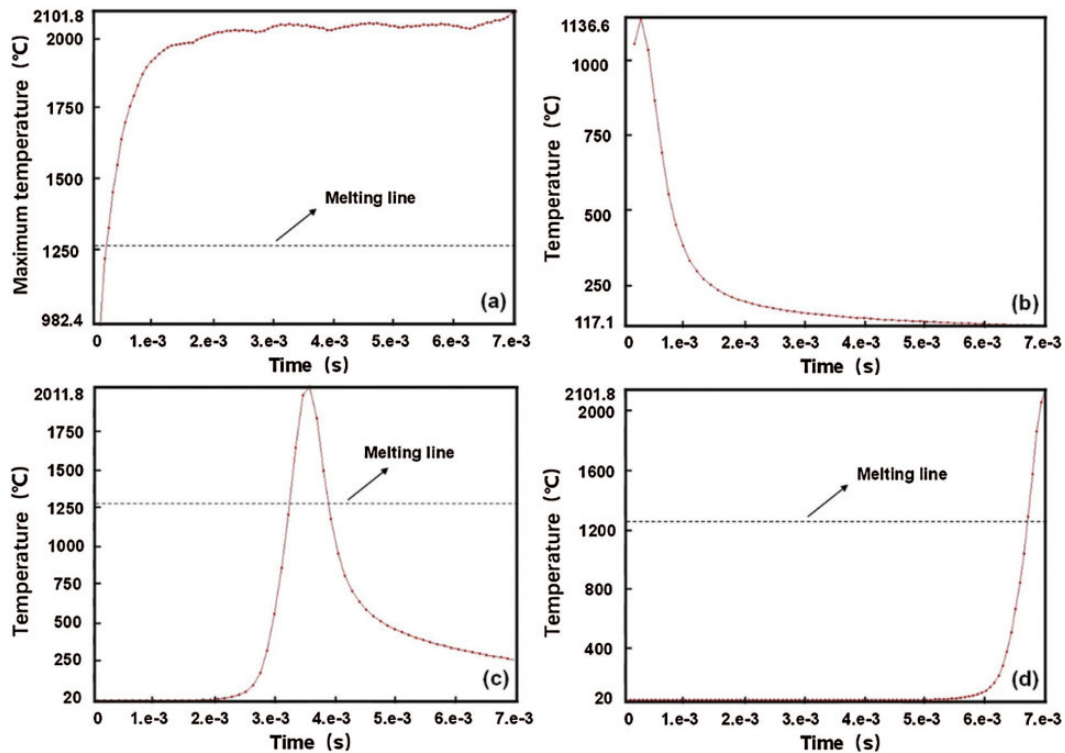 2101.8
2000
1750
1500
1250
982.4
Maximum temperature (℃)
Melting line
(a)
0 1.e-3 2.e-3 3.e-3 4.e-3 5.e-3 6.e-3 7.e-3
Time (s)
1136.6
1000
750
500
250
117.1
Temperature (℃)
(b)
0 1.e-3 2.e-3 3.e-3 4.e-3 5.e-3 6.e-3 7.e-3
Time (s)
2011.8
1750
1500
1250
1000
750
500
250
20
Temperature (℃)
Melting line
(c)
0 1.e-3 2.e-3 3.e-3 4.e-3 5.e-3 6.e-3 7.e-3
Time (s)
2101.8
2000
1600
1200
800
400
20
Temperature (℃)
Melting line
(d)
0 1.e-3 2.e-3 3.e-3 4.e-3 5.e-3 6.e-3 7.e-3
Time (s)